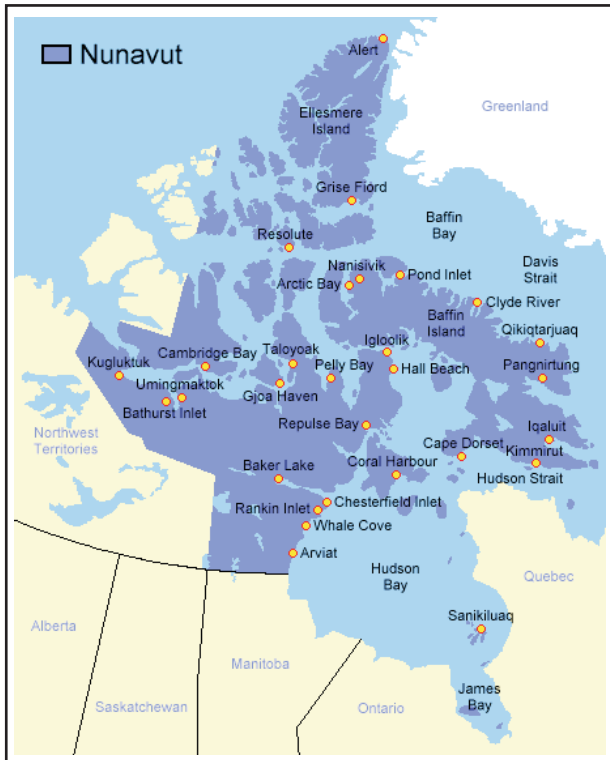 Alert
Nunavut
Greenland
Ellesmere
Island
Grise Fiord
Baffin
Bay
Resolute
Davis
Strait
Nanisivik
Pond Inlet
Arctic Bay
Clyde River
Baffin
Island
Qikiqtarjuaq
Igloolik
Cambridge Bay
Taloyoak
Kugluktuk
Pelly Bay
Hall Beach
Pangnirtung
Umingmaktok
Gjoa Haven
Bathurst Inlet
Repulse Bay
Iqaluit
Northwest
Territories
Cape Dorset
Kimmirut
Baker Lake
Coral Harbour
Hudson Strait
Chesterfield Inlet
Rankin Inlet
Whale Cove
Arviat
Hudson
Bay
Quebec
Sanikiluaq
Alberta
Manitoba
James
Bay
Saskatchewan
Ontario